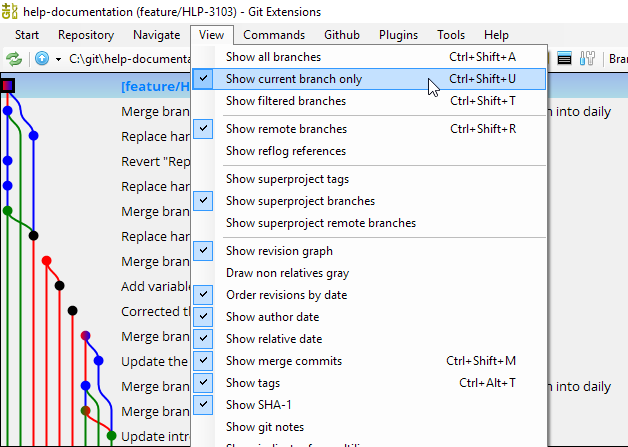 help-documentation (feature/HLP-3103) - Git Extensions
Start Repository Navigate View Commands Github Plugins Tools Help
C:\git\help-documenta Bran
Show all branches Ctrl+Shift+A
[feature/H Show current branch only Ctrl+Shift+U
Merge bran Show filtered branches Ctrl+Shift+T n into daily
Replace har Show remote branches Ctrl+Shift+R
Revert "Rep Show reflog references
Replace har Show superproject tags
Merge bran Show superproject branches
Replace har Show superproject remote branches
Merge bran Show revision graph
Draw non relatives gray
Add variable Order revisions by date
Corrected th Show author date
Merge bran Show relative date
Update the Show merge commits Ctrl+Shift+M
Merge bran Show tags Ctrl+Alt+T n into daily
Merge bran Show SHA-1
Show git notes
Update intr